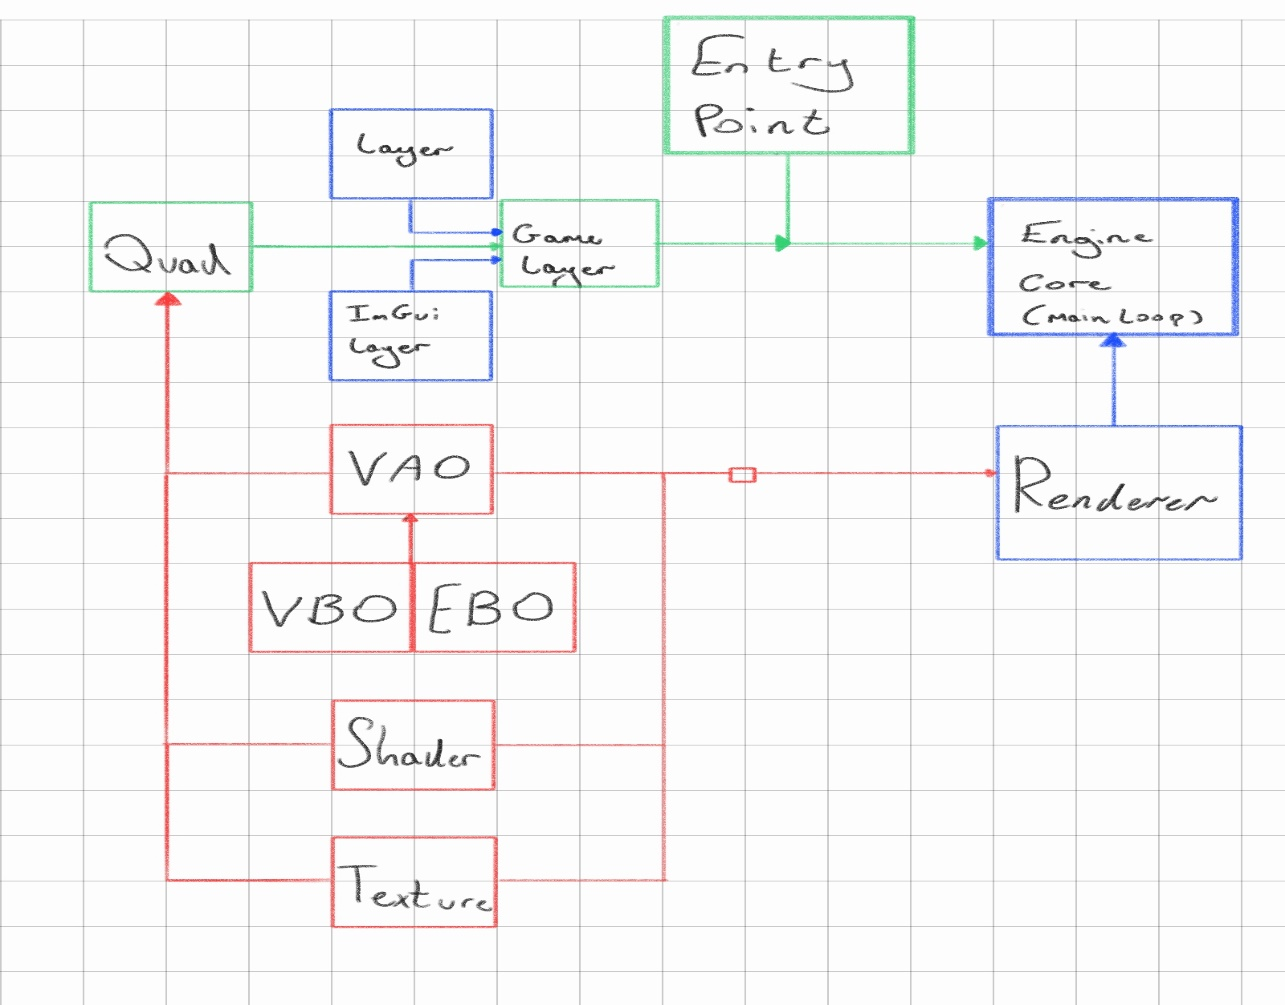 Entry
Point
Layer
Quad
Game
Layer
Engine
Core
(Main Loop)
ImGui
Layer
VAO
Renderer
VBO
EBO
Shader
Texture